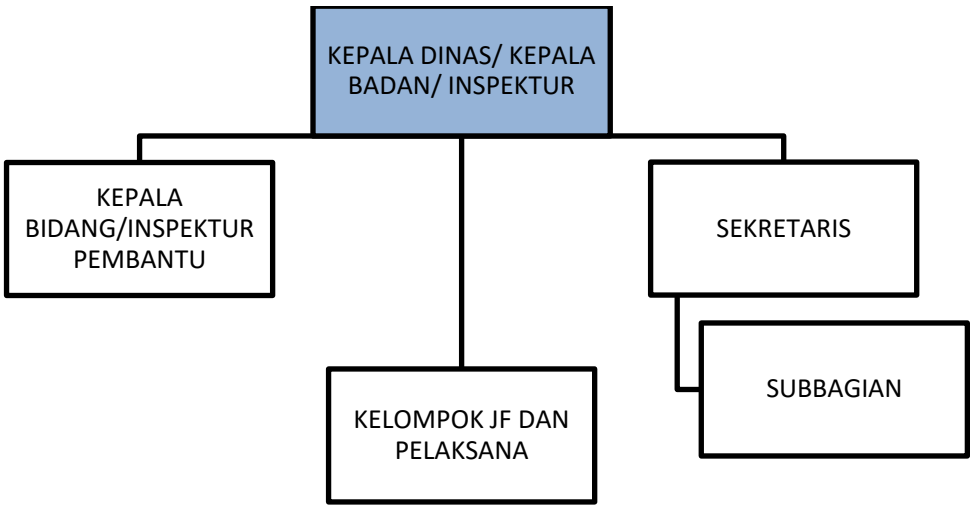 KEPALA DINAS/ KEPALA
BADAN/ INSPEKTUR
KEPALA
BIDANG/INSPEKTUR
PEMBANTU
SEKRETARIS
SUBBAGIAN
KELOMPOK JF DAN
PELAKSANA